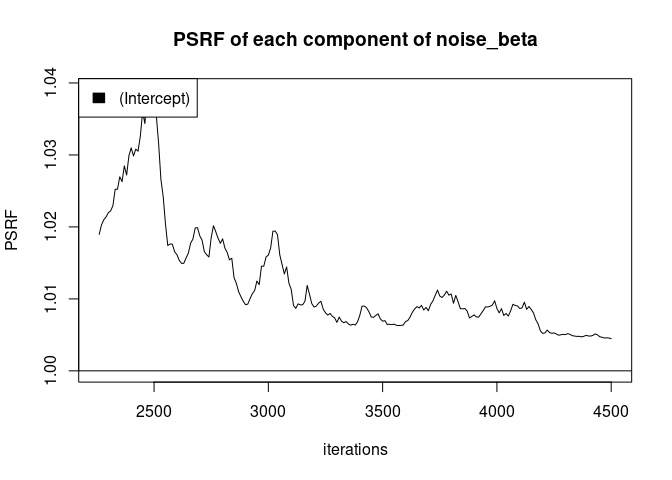 PSRF of each component of noise_beta
(Intercept)
PSRF
1.04
1.03
1.02
1.01
1.00
2500 3000 3500 4000 4500
iterations